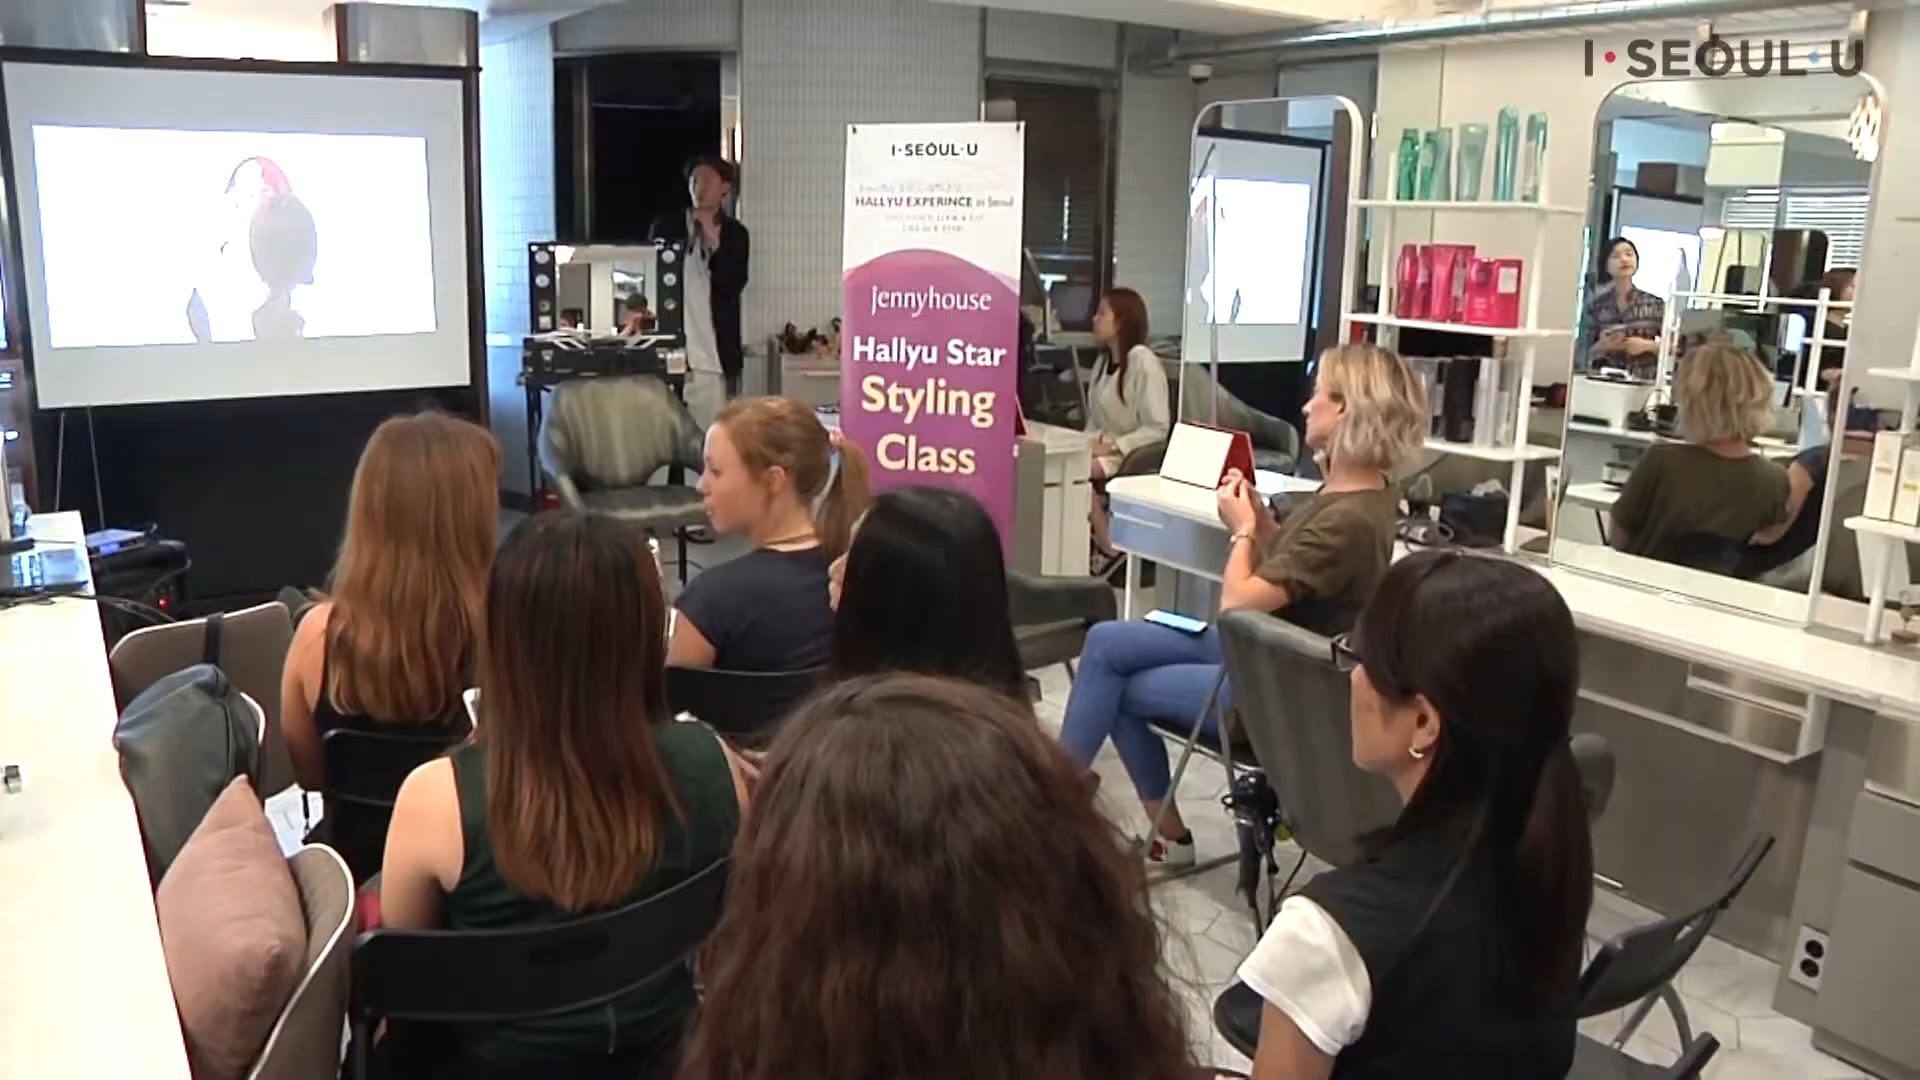 I·SEOUL·U
I·SEOUL·U
HALLYU EXPERINCE in Seoul
jennyhouse
Hallyu Star
Styling
Class